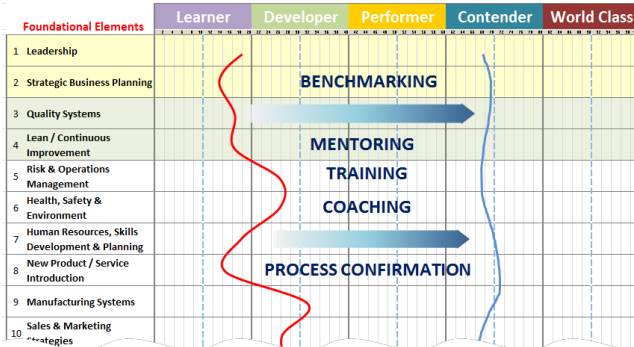 Foundational Elements
Learner Developer Performer Contender World Class
1 Leadership
2 Strategic Business Planning
BENCHMARKING
3 Quality Systems
4 Lean / Continuous
Improvement
MENTORING
5 Risk & Operations
Management
TRAINING
6 Health, Safety &
Environment
COACHING
7 Human Resources, Skills
Development & Planning
8 New Product / Service
Introduction
PROCESS CONFIRMATION
9 Manufacturing Systems
10 Sales & Marketing
Strategies